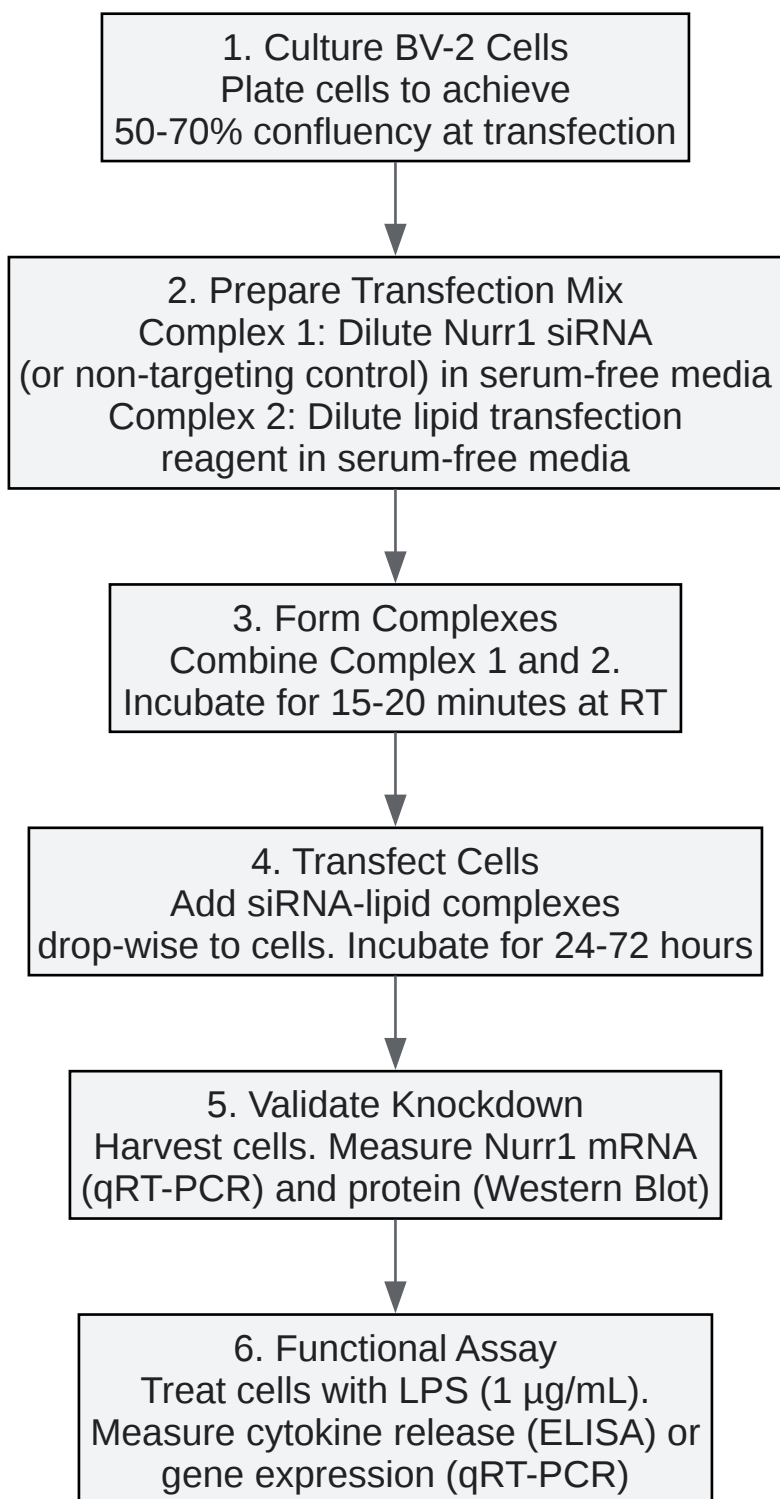 1. Culture BV-2 Cells
Plate cells to achieve
50-70% confluency at transfection
2. Prepare Transfection Mix
Complex 1: Dilute Nurr1 siRNA
(or non-targeting control) in serum-free media
Complex 2: Dilute lipid transfection
reagent in serum-free media
3. Form Complexes
Combine Complex 1 and 2.
Incubate for 15-20 minutes at RT
4. Transfect Cells
Add siRNA-lipid complexes
drop-wise to cells. Incubate for 24-72 hours
5. Validate Knockdown
Harvest cells. Measure Nurr1 mRNA
(qRT-PCR) and protein (Western Blot)
6. Functional Assay
Treat cells with LPS (1 µg/mL).
Measure cytokine release (ELISA) or
gene expression (qRT-PCR)